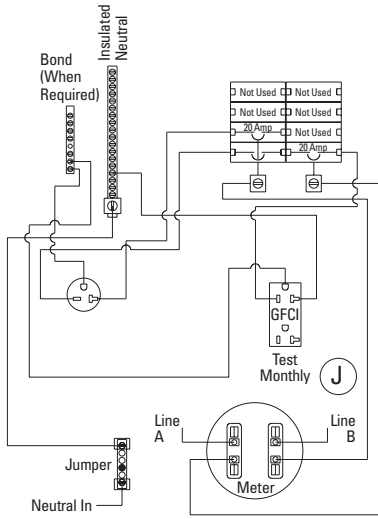 Bond
(When
Required)
Insulated
Neutral
Not Used
Not Used
Not Used
Not Used
20 Amp
Not Used
20 Amp
GFCI
Test
Monthly
J
Line
A
Line
B
Jumper
Meter
Neutral In